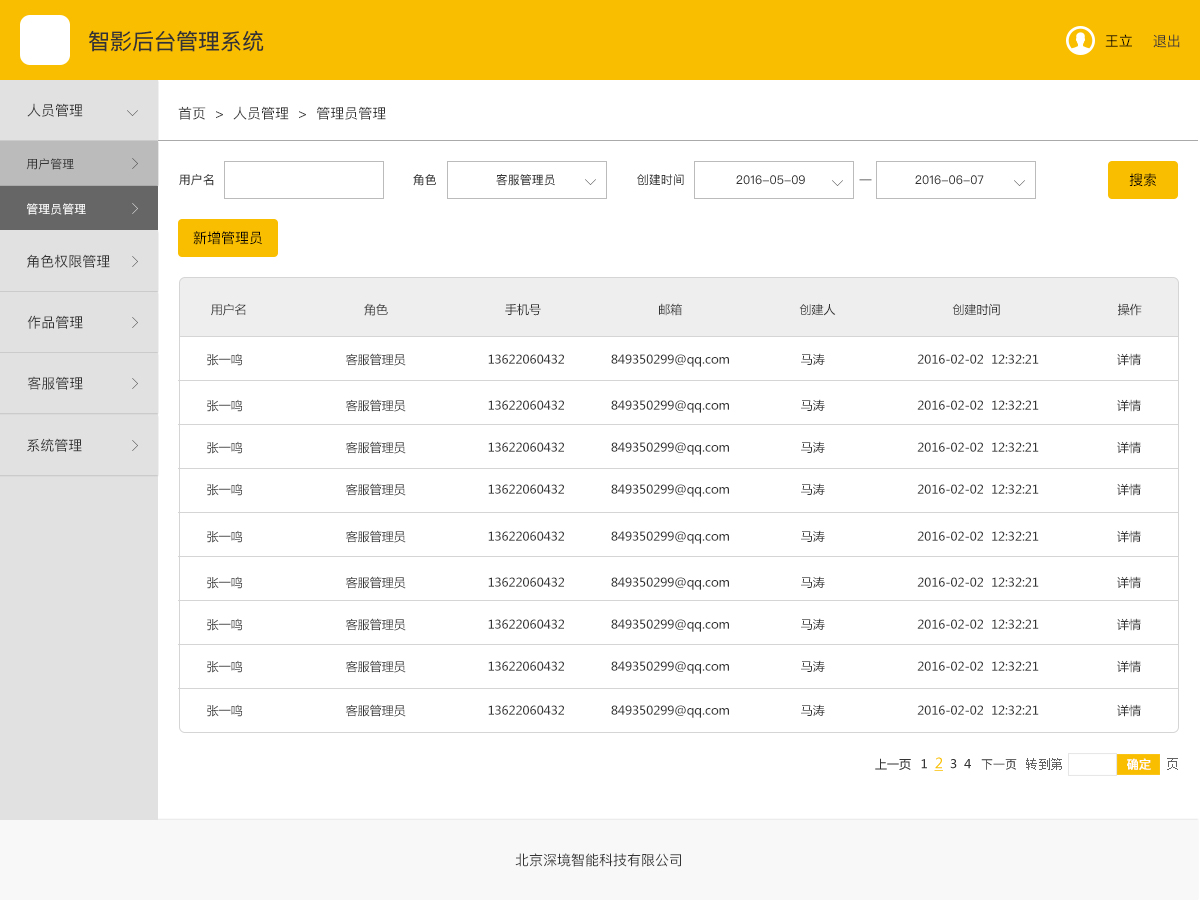 智影后台管理系统
王立 退出
人员管理
用户管理
管理员管理
角色权限管理
作品管理
客服管理
系统管理
首页 > 人员管理 > 管理员管理
用户名 角色 客服管理员 创建时间 2016-05-09 — 2016-06-07 搜索
新增管理员
用户名 角色 手机号 邮箱 创建人 创建时间 操作
张一鸣 客服管理员 13622060432 849350299@qq.com 马涛 2016-02-02 12:32:21 详情
张一鸣 客服管理员 13622060432 849350299@qq.com 马涛 2016-02-02 12:32:21 详情
张一鸣 客服管理员 13622060432 849350299@qq.com 马涛 2016-02-02 12:32:21 详情
张一鸣 客服管理员 13622060432 849350299@qq.com 马涛 2016-02-02 12:32:21 详情
张一鸣 客服管理员 13622060432 849350299@qq.com 马涛 2016-02-02 12:32:21 详情
张一鸣 客服管理员 13622060432 849350299@qq.com 马涛 2016-02-02 12:32:21 详情
张一鸣 客服管理员 13622060432 849350299@qq.com 马涛 2016-02-02 12:32:21 详情
张一鸣 客服管理员 13622060432 849350299@qq.com 马涛 2016-02-02 12:32:21 详情
张一鸣 客服管理员 13622060432 849350299@qq.com 马涛 2016-02-02 12:32:21 详情
上一页 1 2 3 4 下一页 转到第 确定 页
北京深境智能科技有限公司